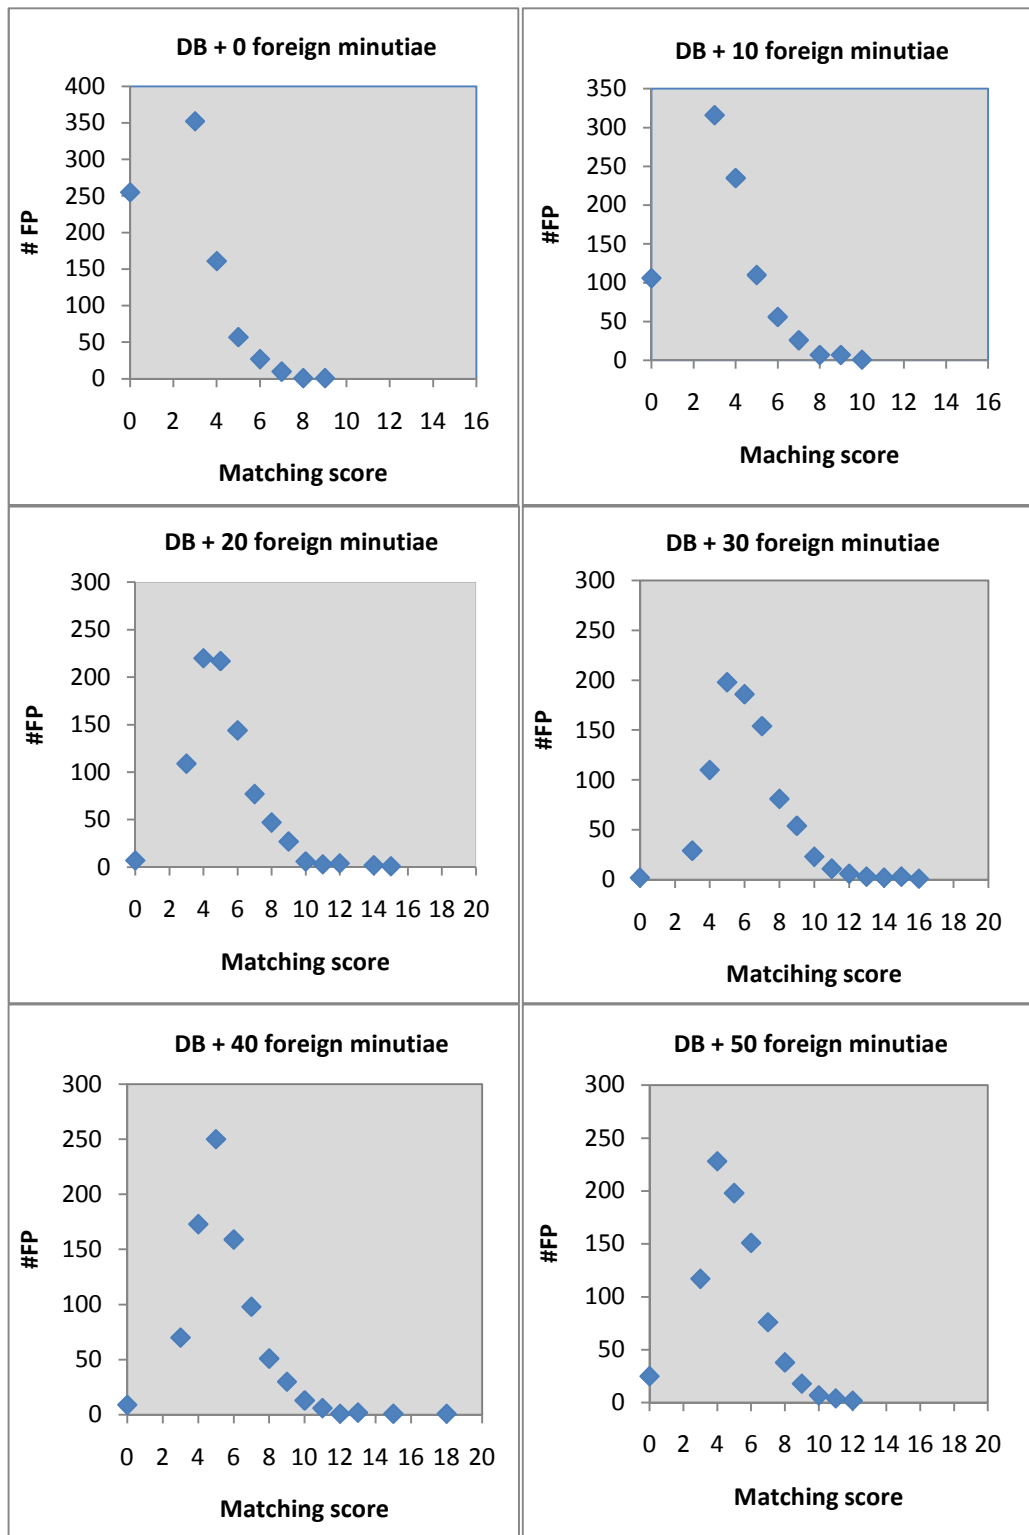 DB + 0 foreign minutiae
400
350
300
250
200
150
100
50
0
# FP
0 2 4 6 8 10 12 14 16
Matching score
DB + 10 foreign minutiae
350
300
250
200
150
100
50
0
#FP
0 2 4 6 8 10 12 14 16
Maching score
DB + 20 foreign minutiae
300
250
200
150
100
50
0
#FP
0 2 4 6 8 10 12 14 16 18 20
Matching score
DB + 30 foreign minutiae
300
250
200
150
100
50
0
#FP
0 2 4 6 8 10 12 14 16 18 20
Matcihing score
DB + 40 foreign minutiae
300
250
200
150
100
50
0
#FP
0 2 4 6 8 10 12 14 16 18 20
Matching score
DB + 50 foreign minutiae
300
250
200
150
100
50
0
#FP
0 2 4 6 8 10 12 14 16 18 20
Matching score